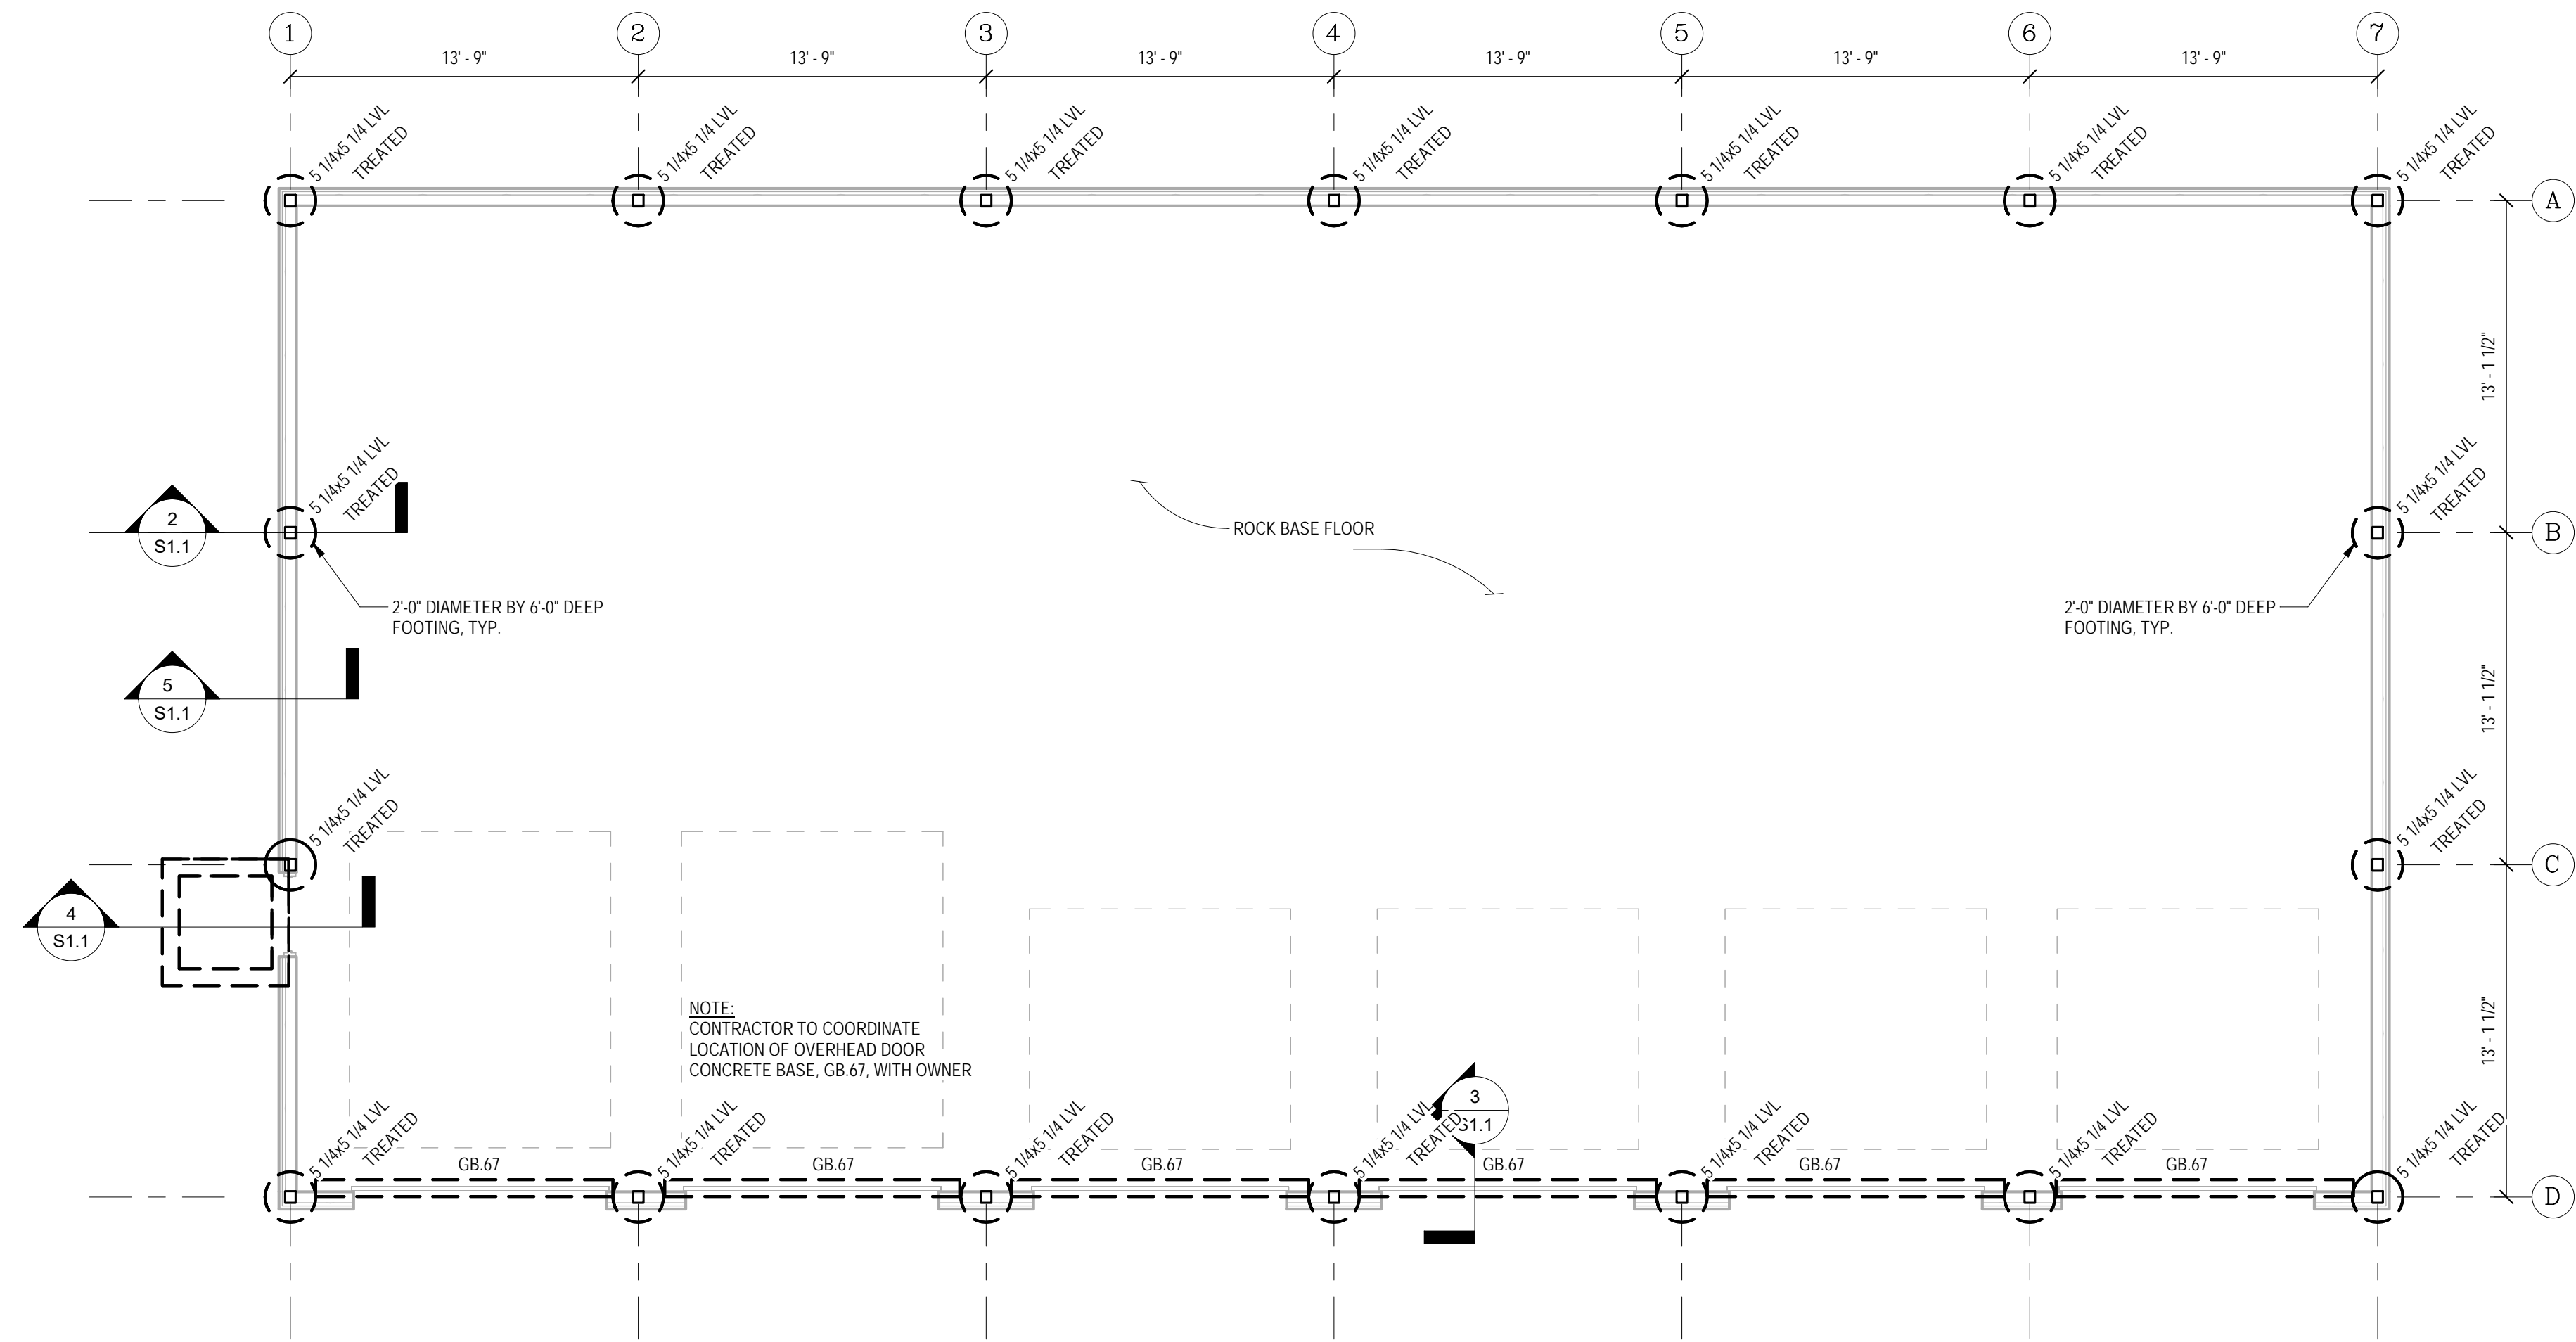 1 2 3 4 5 6 7
13' - 9" 13' - 9" 13' - 9" 13' - 9" 13' - 9" 13' - 9"
5 1/4x5 1/4 LVL
TREATED
5 1/4x5 1/4 LVL
TREATED
5 1/4x5 1/4 LVL
TREATED
5 1/4x5 1/4 LVL
TREATED
5 1/4x5 1/4 LVL
TREATED
5 1/4x5 1/4 LVL
TREATED
5 1/4x5 1/4 LVL
TREATED
A
13' - 1 1/2"
5 1/4x5 1/4 LVL
TREATED
5 1/4x5 1/4 LVL
TREATED
2
S1.1
ROCK BASE FLOOR
B
2'-0" DIAMETER BY 6'-0" DEEP
FOOTING, TYP.
2'-0" DIAMETER BY 6'-0" DEEP
FOOTING, TYP.
5
S1.1
13' - 1 1/2"
5 1/4x5 1/4 LVL
TREATED
5 1/4x5 1/4 LVL
TREATED
C
4
S1.1
NOTE:
CONTRACTOR TO COORDINATE
LOCATION OF OVERHEAD DOOR
CONCRETE BASE, GB.67, WITH OWNER
13' - 1 1/2"
3
S1.1
5 1/4x5 1/4 LVL
TREATED
5 1/4x5 1/4 LVL
TREATED
5 1/4x5 1/4 LVL
TREATED
5 1/4x5 1/4 LVL
TREATED
5 1/4x5 1/4 LVL
TREATED
5 1/4x5 1/4 LVL
TREATED
5 1/4x5 1/4 LVL
TREATED
GB.67 GB.67 GB.67 GB.67 GB.67 GB.67
D